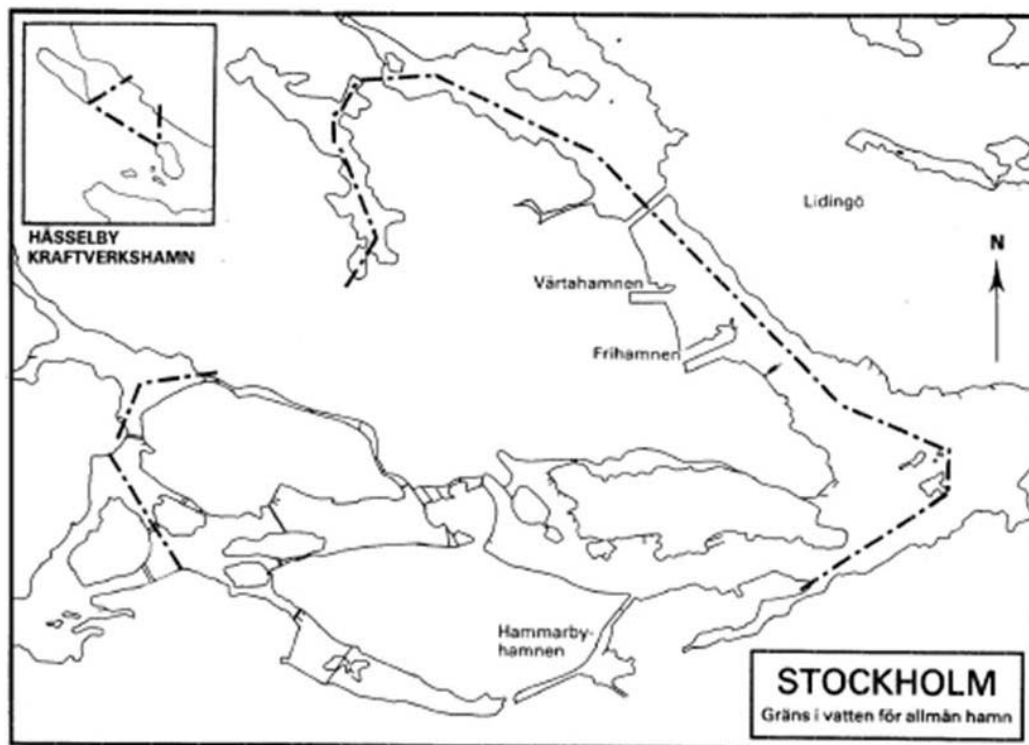 HÄSSELBY
KRAFTVERKSHAMN
Lidingö
N
Värtahamnen
Frihamnen
Hammarby-
hamnen
STOCKHOLM
Gräns i vatten för allmän hamn